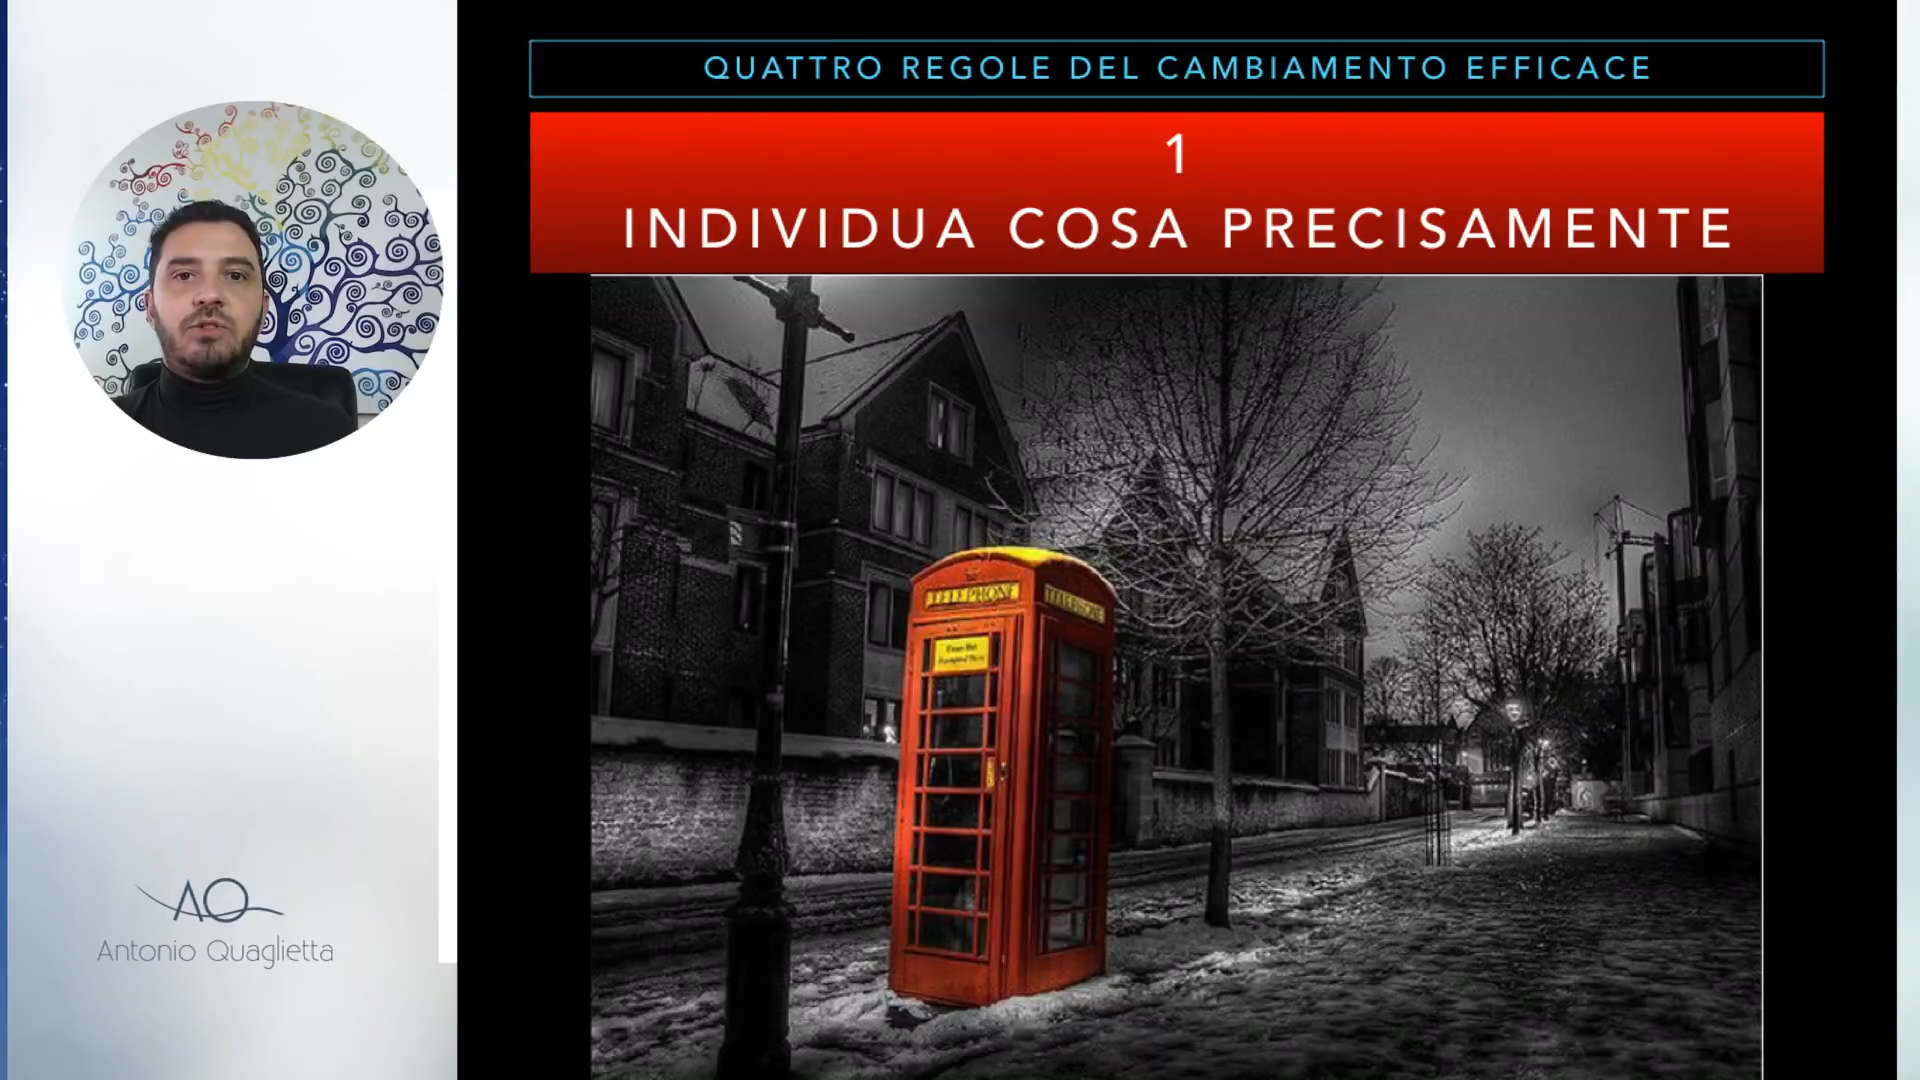 QUATTRO REGOLE DEL CAMBIAMENTO EFFICACE
1
INDIVIDUA COSA PRECISAMENTE
TELEPHONE
TELEPHONE
AQ
Antonio Quaglietta